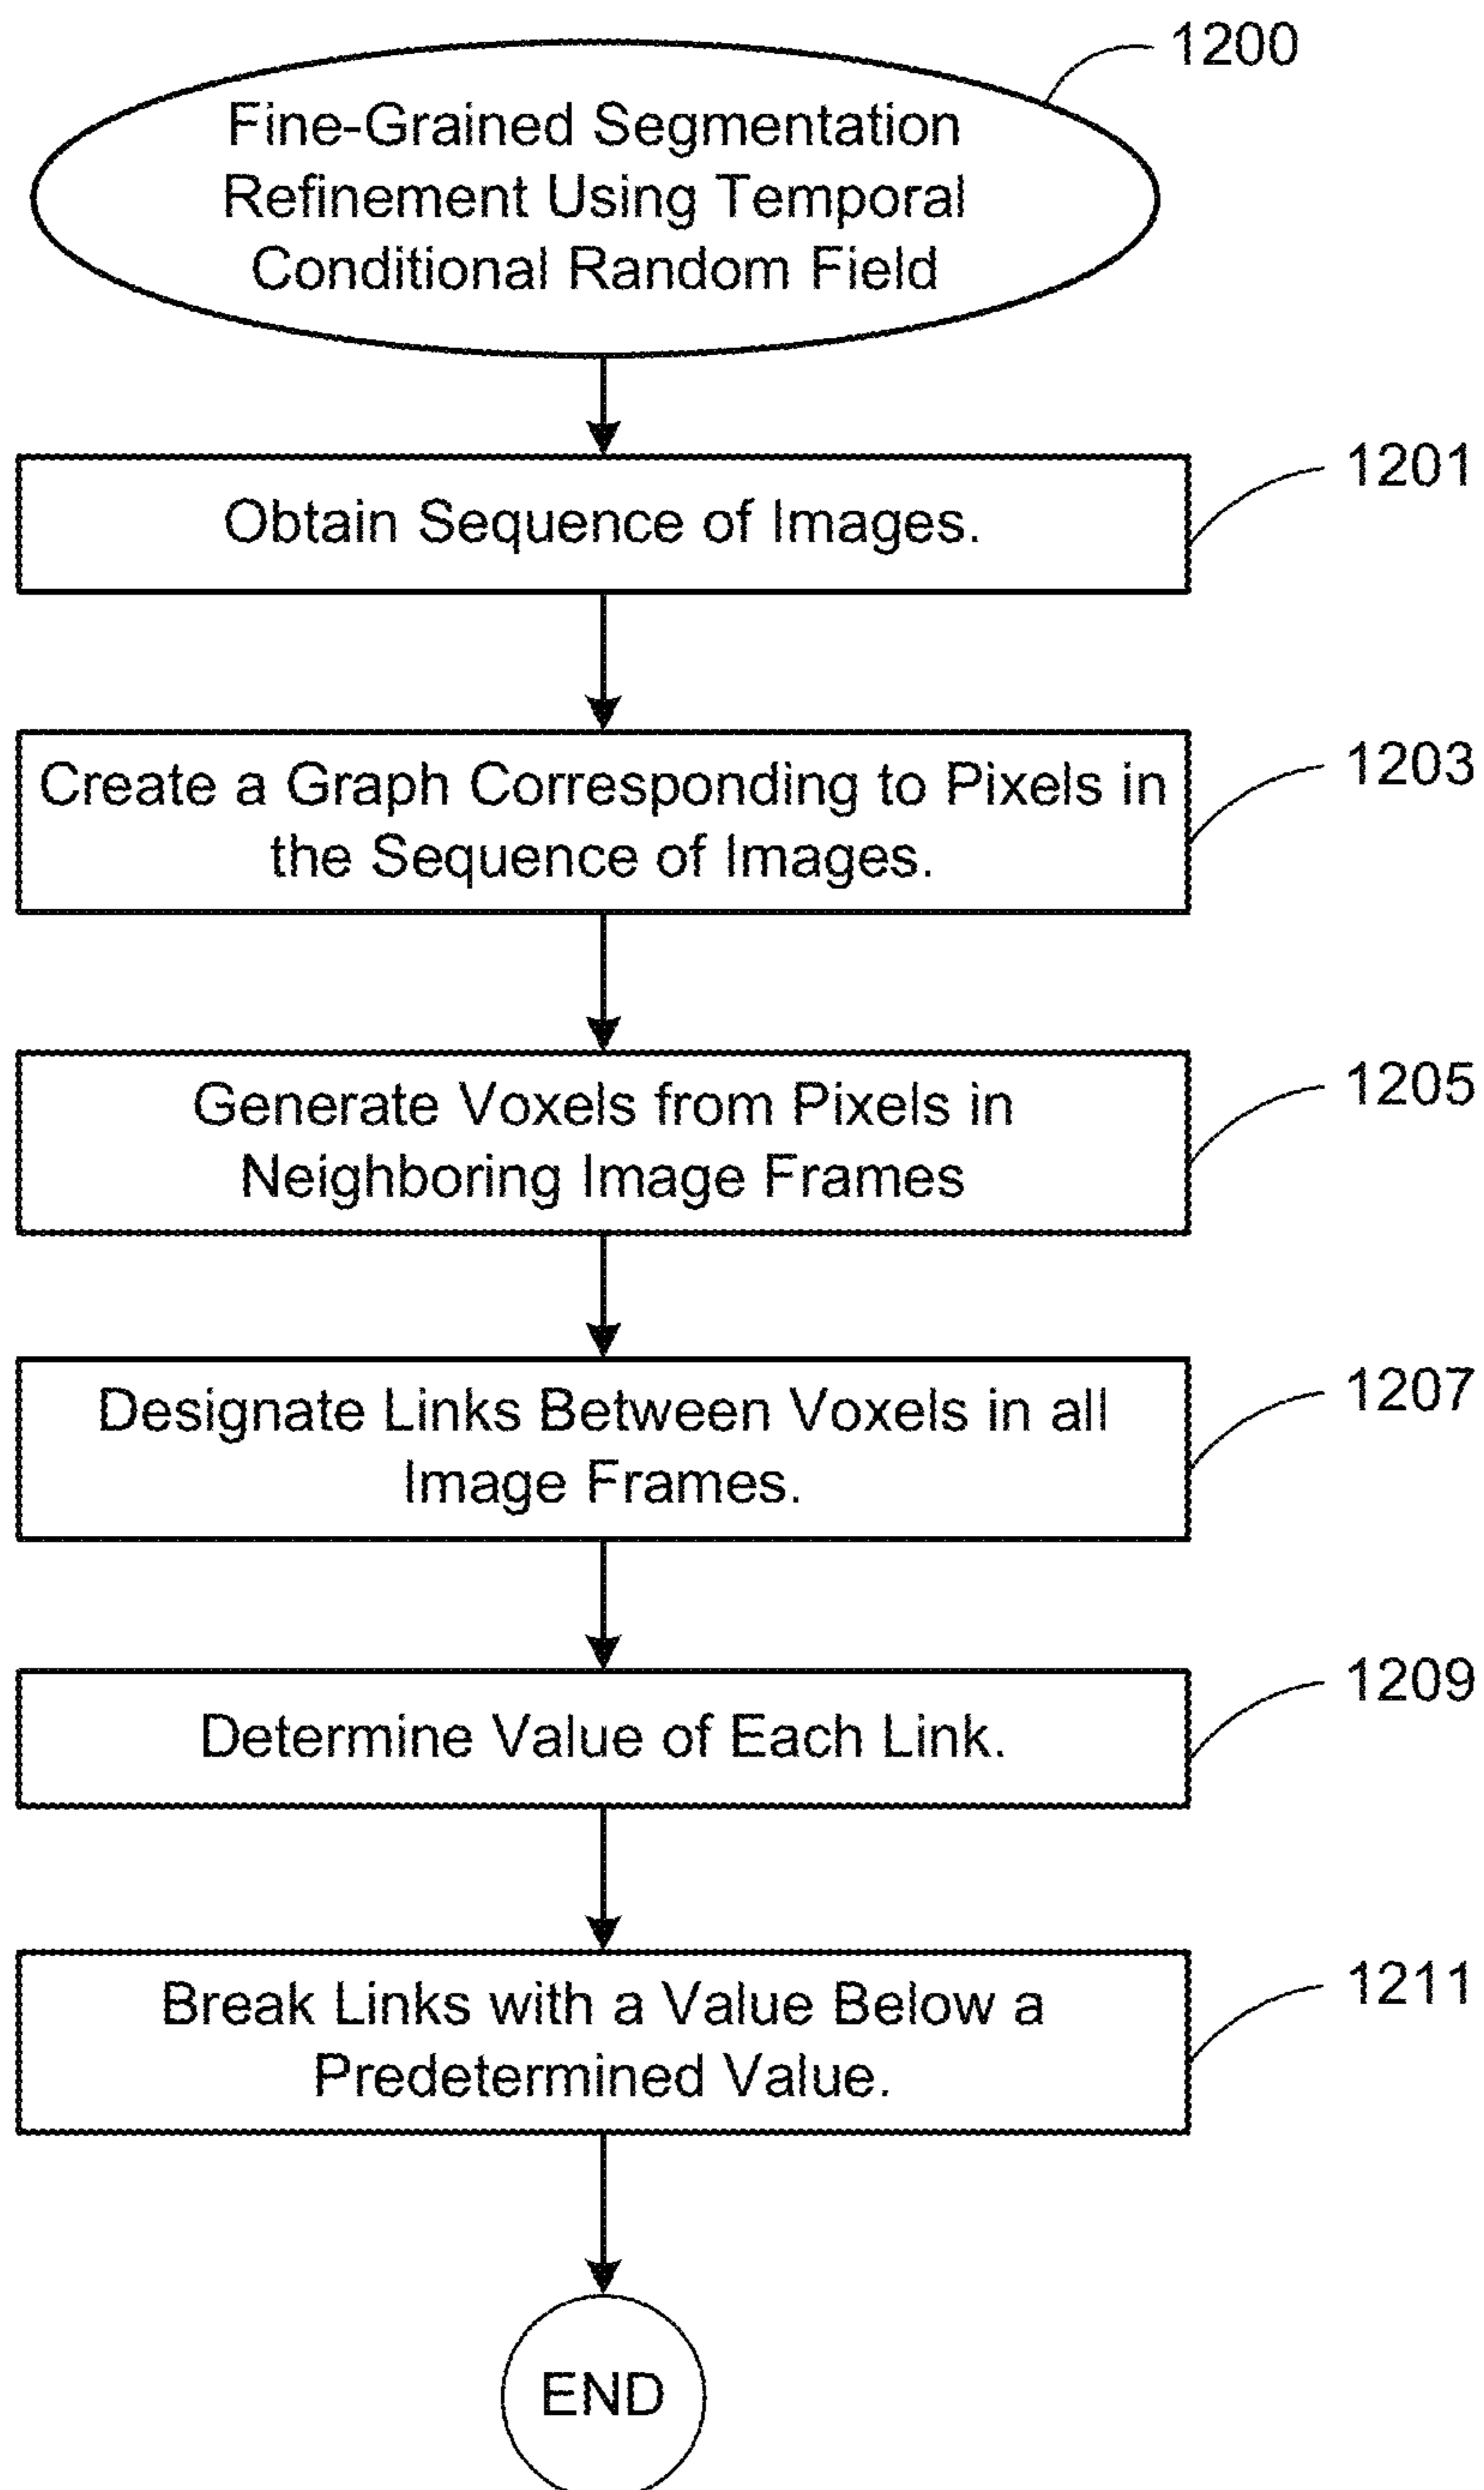 1200
Fine-Grained Segmentation
Refinement Using Temporal
Conditional Random Field
1201
Obtain Sequence of Images.
1203
Create a Graph Corresponding to Pixels in
the Sequence of Images.
1205
Generate Voxels from Pixels in
Neighboring Image Frames
1207
Designate Links Between Voxels in all
Image Frames.
1209
Determine Value of Each Link.
1211
Break Links with a Value Below a
Predetermined Value.
END